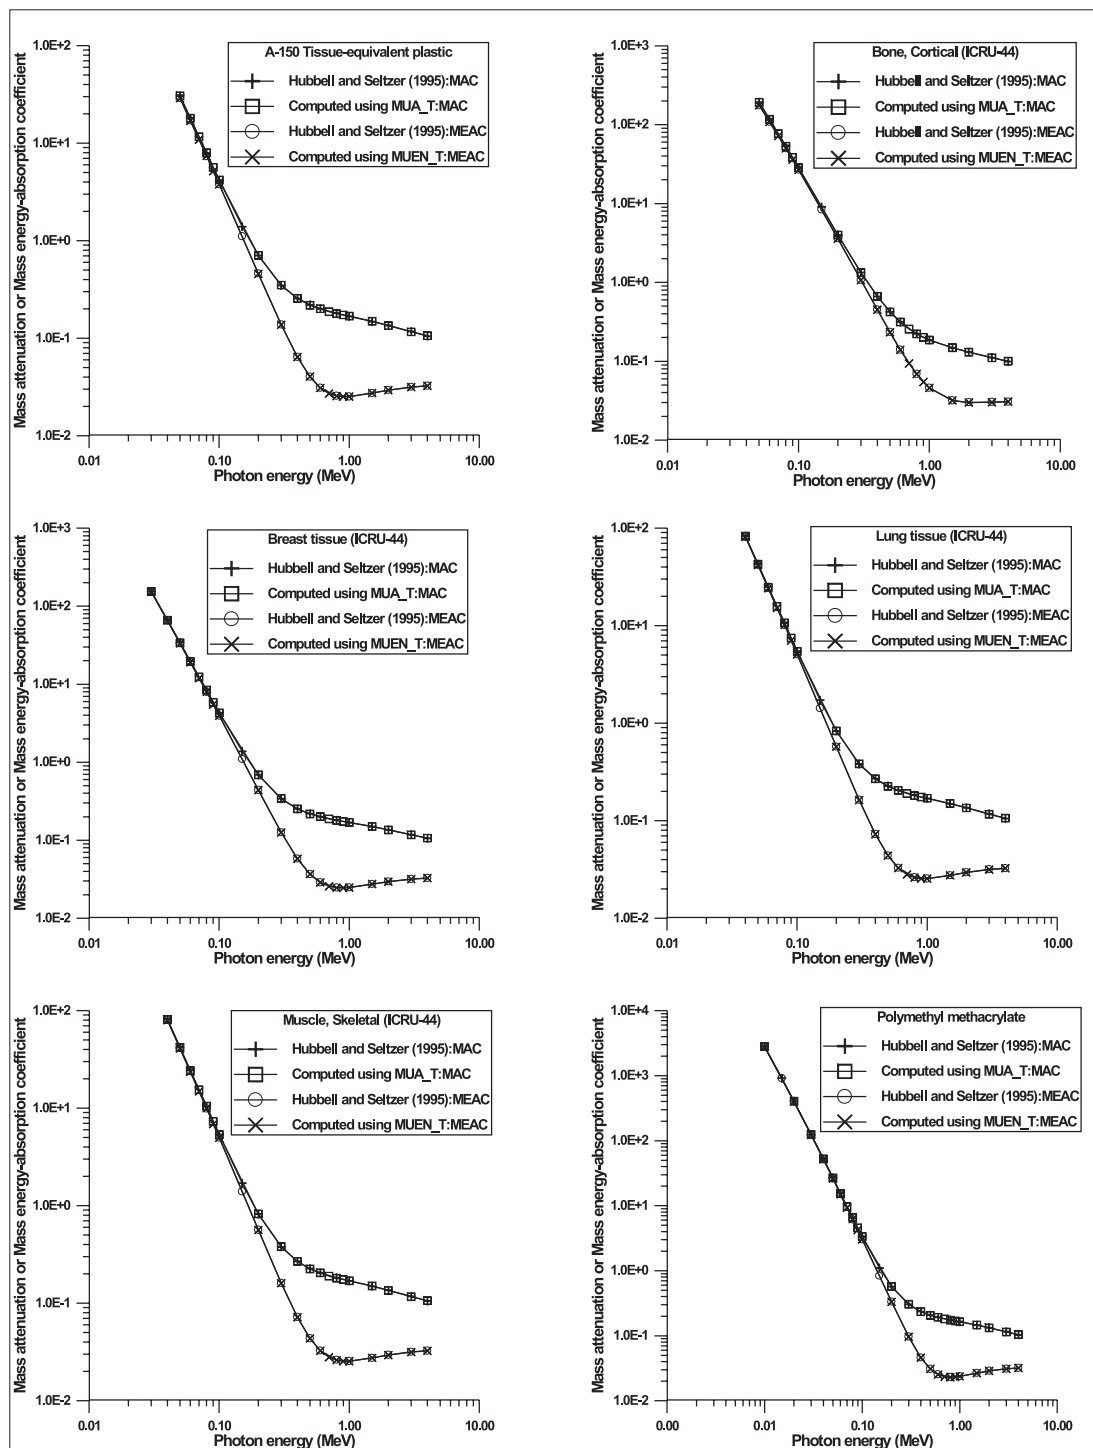 Mass attenuation or Mass energy-absorption coefficient
1.0E+2
1.0E+1
1.0E+0
1.0E-1
1.0E-2
A-150 Tissue-equivalent plastic
Hubbell and Seltzer (1995):MAC
Computed using MUA_T:MAC
Hubbell and Seltzer (1995):MEAC
Computed using MUEN_T:MEAC
0.01 0.10 1.00 10.00
Photon energy (MeV)
Mass attenuation or Mass energy-absorption coefficient
1.0E+3
1.0E+2
1.0E+1
1.0E+0
1.0E-1
1.0E-2
Bone, Cortical (ICRU-44)
Hubbell and Seltzer (1995):MAC
Computed using MUA_T:MAC
Hubbell and Seltzer (1995):MEAC
Computed using MUEN_T:MEAC
0.01 0.10 1.00 10.00
Photon energy (MeV)
Mass attenuation or Mass energy-absorption coefficient
1.0E+3
1.0E+2
1.0E+1
1.0E+0
1.0E-1
1.0E-2
Breast tissue (ICRU-44)
Hubbell and Seltzer (1995):MAC
Computed using MUA_T:MAC
Hubbell and Seltzer (1995):MEAC
Computed using MUEN_T:MEAC
0.01 0.10 1.00 10.00
Photon energy (MeV)
Mass attenuation or Mass energy-absorption coefficient
1.0E+2
1.0E+1
1.0E+0
1.0E-1
1.0E-2
Lung tissue (ICRU-44)
Hubbell and Seltzer (1995):MAC
Computed using MUA_T:MAC
Hubbell and Seltzer (1995):MEAC
Computed using MUEN_T:MEAC
0.01 0.10 1.00 10.00
Photon energy (MeV)
Mass attenuation or Mass energy-absorption coefficient
1.0E+2
1.0E+1
1.0E+0
1.0E-1
1.0E-2
Muscle, Skeletal (ICRU-44)
Hubbell and Seltzer (1995):MAC
Computed using MUA_T:MAC
Hubbell and Seltzer (1995):MEAC
Computed using MUEN_T:MEAC
0.01 0.10 1.00 10.00
Photon energy (MeV)
Mass attenuation or Mass energy-absorption coefficient
1.0E+4
1.0E+3
1.0E+2
1.0E+1
1.0E+0
1.0E-1
1.0E-2
Polymethyl methacrylate
Hubbell and Seltzer (1995):MAC
Computed using MUA_T:MAC
Hubbell and Seltzer (1995):MEAC
Computed using MUEN_T:MEAC
0.00 0.01 0.10 1.00 10.00
Photon energy (MeV)